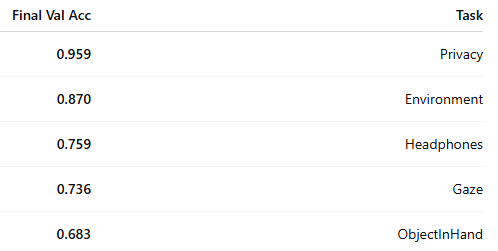 Final Val Acc Task
0.959 Privacy
0.870 Environment
0.759 Headphones
0.736 Gaze
0.683 ObjectInHand